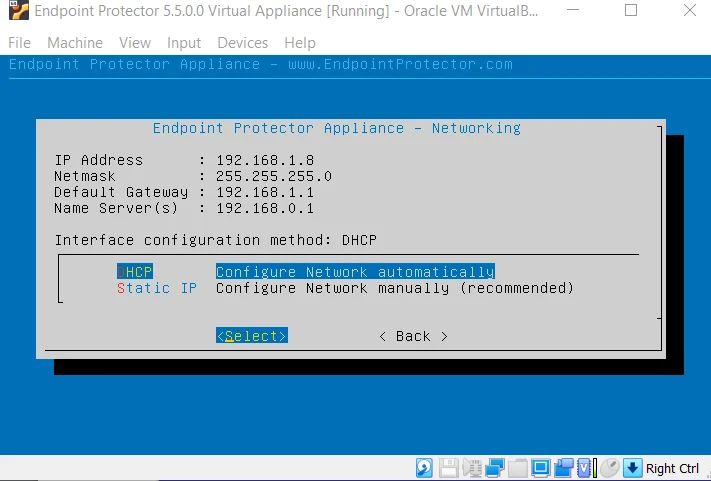 Endpoint Protector 5.5.0.0 Virtual Appliance [Running] - Oracle VM VirtualB...
File Machine View Input Devices Help
Endpoint Protector Appliance - www.EndpointProtector.com
Endpoint Protector Appliance - Networking
IP Address : 192.168.1.8
Netmask : 255.255.255.0
Default Gateway : 192.168.1.1
Name Server(s) : 192.168.0.1
Interface configuration method: DHCP
DHCP Configure Network automatically
Static IP Configure Network manually (recommended)
<Select> < Back >
Right Ctrl